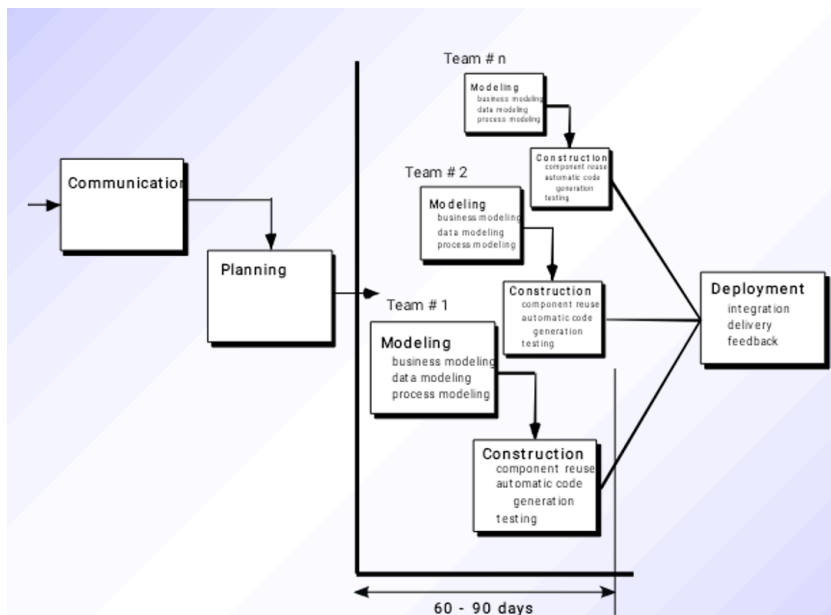 Communication
Planning
Team # n
Modeling
business modeling
data modeling
process modeling
Construction
component reuse
automatic code
generation
testing
Team # 2
Modeling
business modeling
data modeling
process modeling
Construction
component reuse
automatic code
generation
testing
Team # 1
Modeling
business modeling
data modeling
process modeling
Construction
component reuse
automatic code
generation
testing
Deployment
integration
delivery
feedback
60 - 90 days